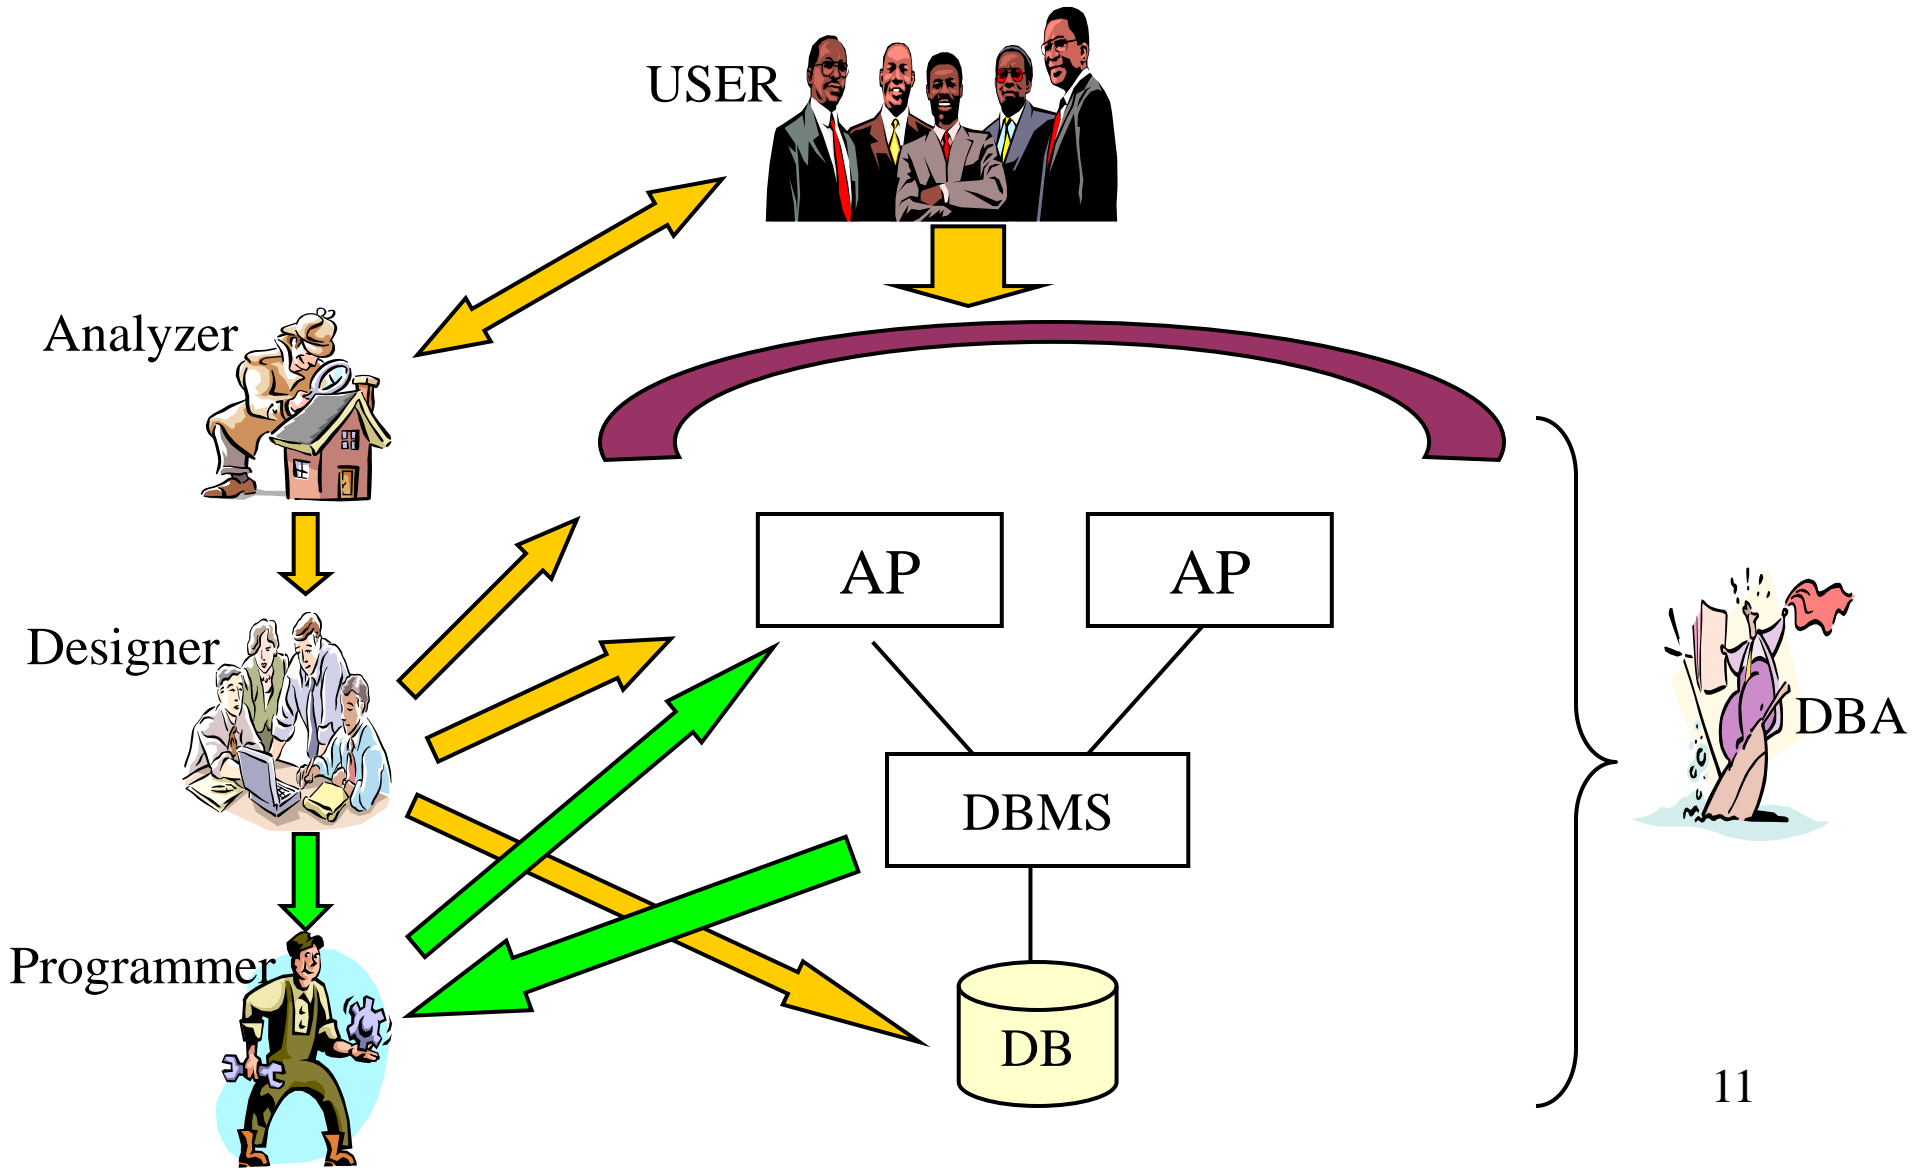 USER
Analyzer
AP
AP
Designer
DBA
DBMS
Programmer
DB
11